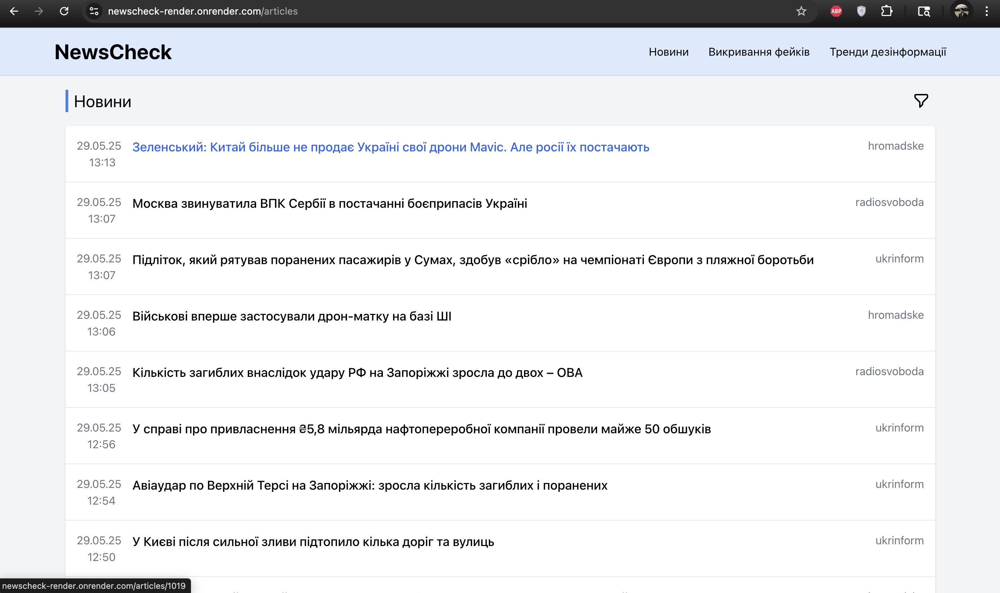 newscheck-render.onrender.com/articles
ABP
NewsCheck
Новини
Викривання фейків
Тренди дезінформації
Новини
29.05.25
13:13
Зеленський: Китай більше не продає Україні свої дрони Mavic. Але росії їх постачають
hromadske
29.05.25
13:07
Москва звинуватила ВПК Сербії в постачанні боєприпасів Україні
radiosvoboda
29.05.25
13:07
Підліток, який рятував поранених пасажирів у Сумах, здобув «срібло» на чемпіонаті Європи з пляжної боротьби
ukrinform
29.05.25
13:06
Військові вперше застосували дрон-матку на базі ШІ
hromadske
29.05.25
13:05
Кількість загиблих внаслідок удару РФ на Запоріжжі зросла до двох – ОВА
radiosvoboda
29.05.25
12:56
У справі про привласнення ₴5,8 мільярда нафтопереробної компанії провели майже 50 обшуків
ukrinform
29.05.25
12:54
Авіаудар по Верхній Терсі на Запоріжжі: зросла кількість загиблих і поранених
ukrinform
29.05.25
12:50
У Києві після сильної зливи підтопило кілька доріг та вулиць
ukrinform
newscheck-render.onrender.com/articles/1019